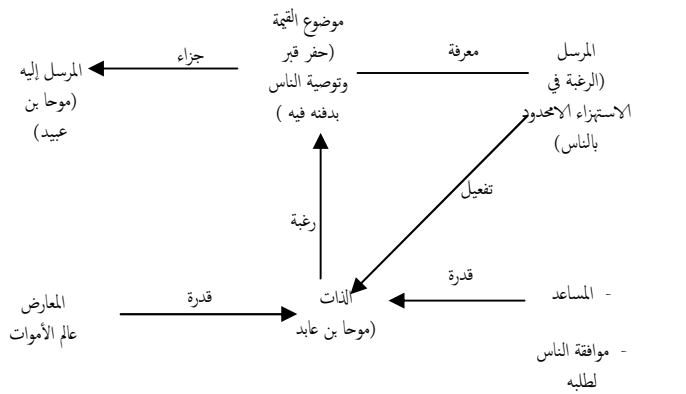 المرسل
(الرغبة في
الاستهزاء اللامحدود
بالناس)
معرفة
موضوع القيمة
(حفر قبر
وتوصية الناس
بدفنه فيه )
جزاء
المرسل إليه
(موحا بن
عبيد)
تفعيل
رغبة
- المساعد
- موافقة الناس
لطلبه
قدرة
الذات
(موحا بن عابد)
قدرة
المعارض
عالم الأموات